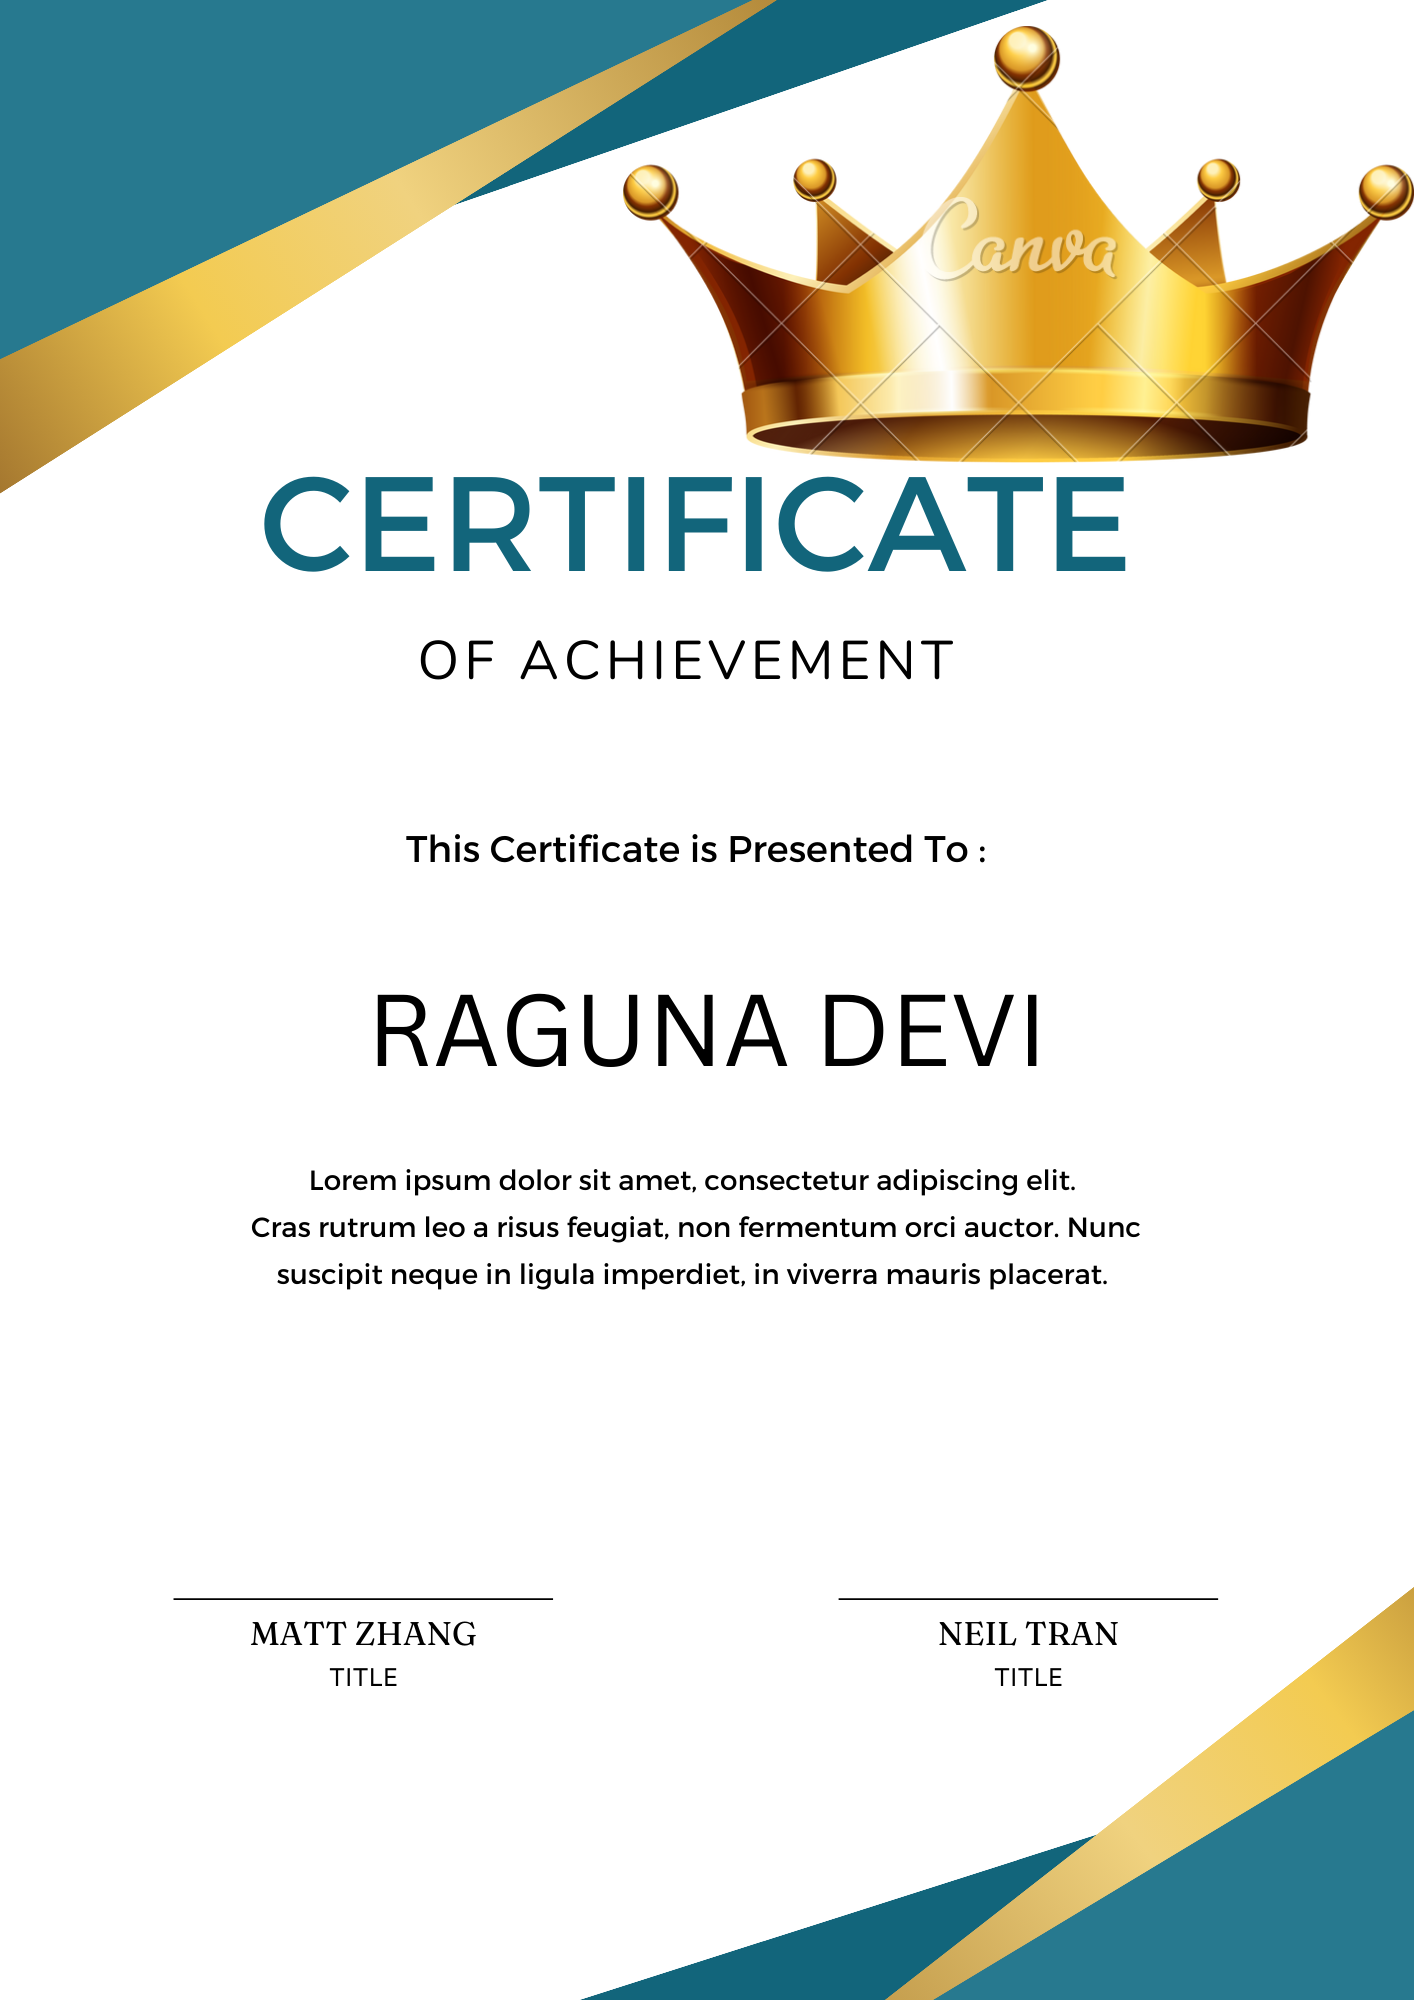 Canva
CERTIFICATE
OF ACHIEVEMENT
This Certificate is Presented To :
RAGUNA DEVI
Lorem ipsum dolor sit amet, consectetur adipiscing elit.
Cras rutrum leo a risus feugiat, non fermentum orci auctor. Nunc
suscipit neque in ligula imperdiet, in viverra mauris placerat.
MATT ZHANG
TITLE
NEIL TRAN
TITLE